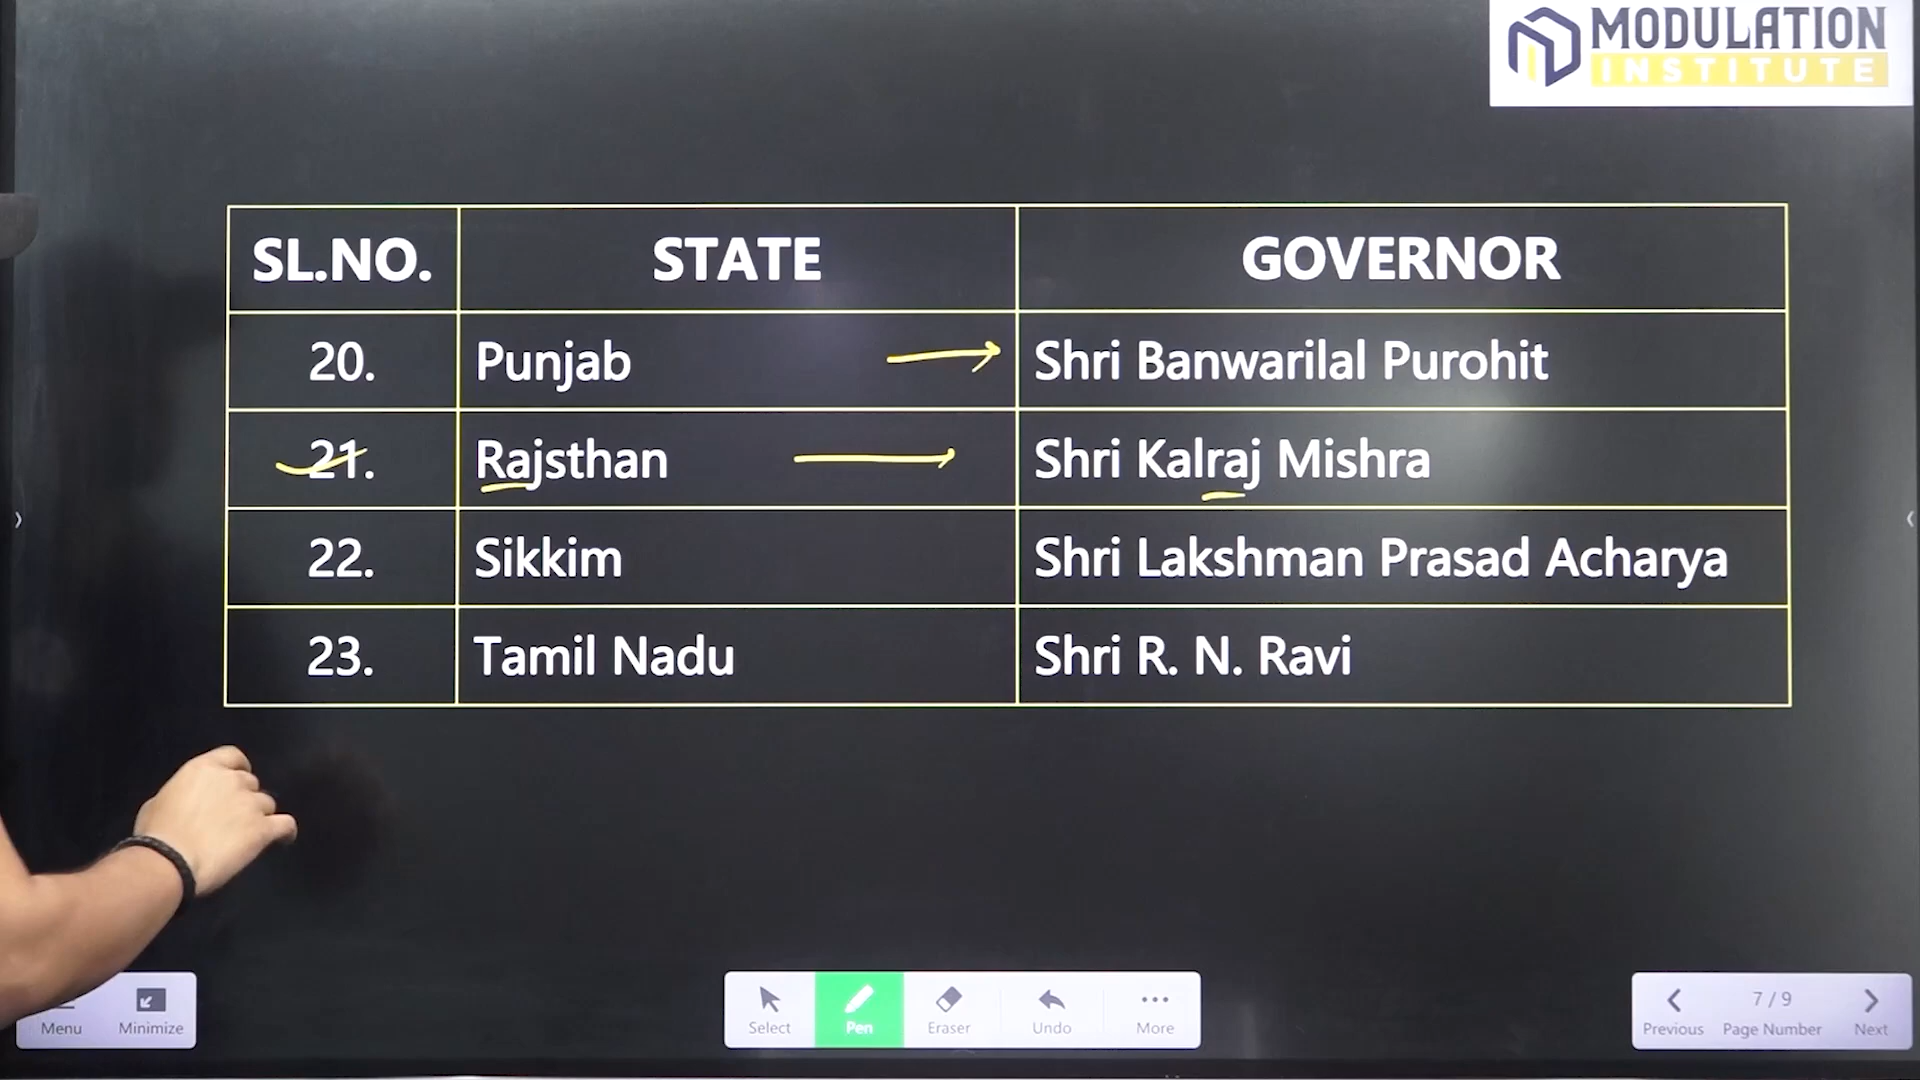 MODULATION
INSTITUTE
SL.NO. STATE GOVERNOR
20. Punjab Shri Banwarilal Purohit
21. Rajsthan Shri Kalraj Mishra
22. Sikkim Shri Lakshman Prasad Acharya
23. Tamil Nadu Shri R. N. Ravi
Menu Minimize Select Pen Eraser Undo More Previous 7 / 9 Page Number Next